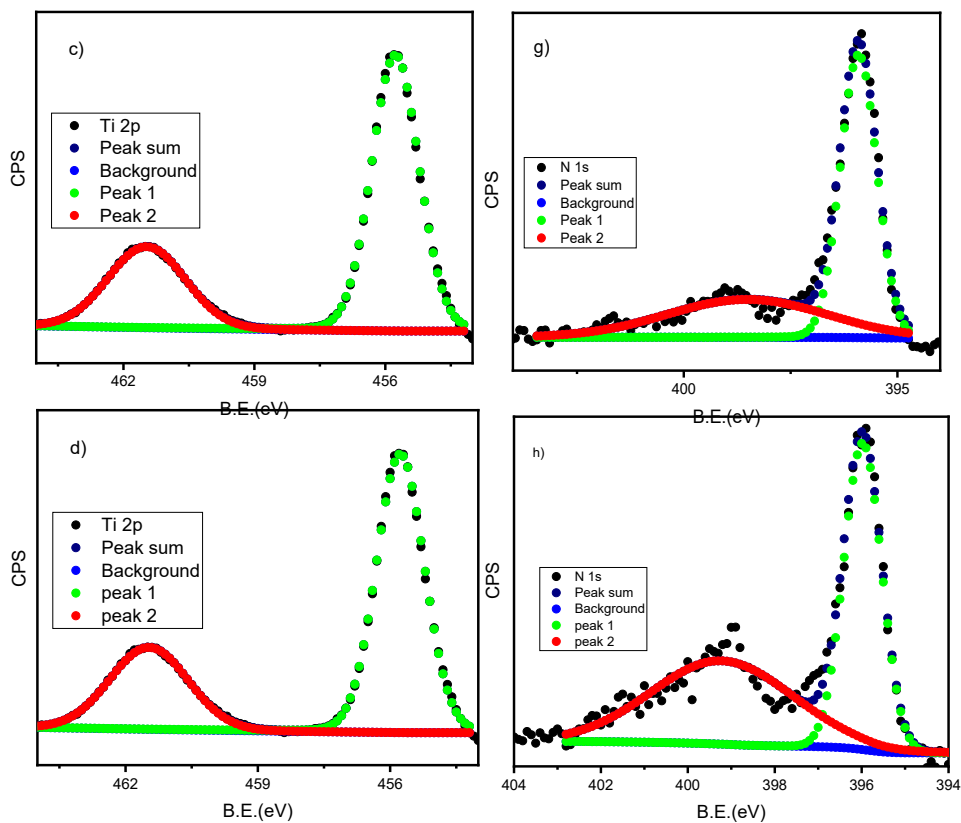 c)
Ti 2p
Peak sum
Background
Peak 1
Peak 2
CPS
462
459
456
B.E.(eV)
g)
N 1s
Peak sum
Background
Peak 1
Peak 2
CPS
400
395
B.E.(eV)
d)
Ti 2p
Peak sum
Background
peak 1
peak 2
CPS
462
459
456
B.E.(eV)
h)
N 1s
Peak sum
Background
peak 1
peak 2
CPS
404
402
400
398
396
394
B.E.(eV)